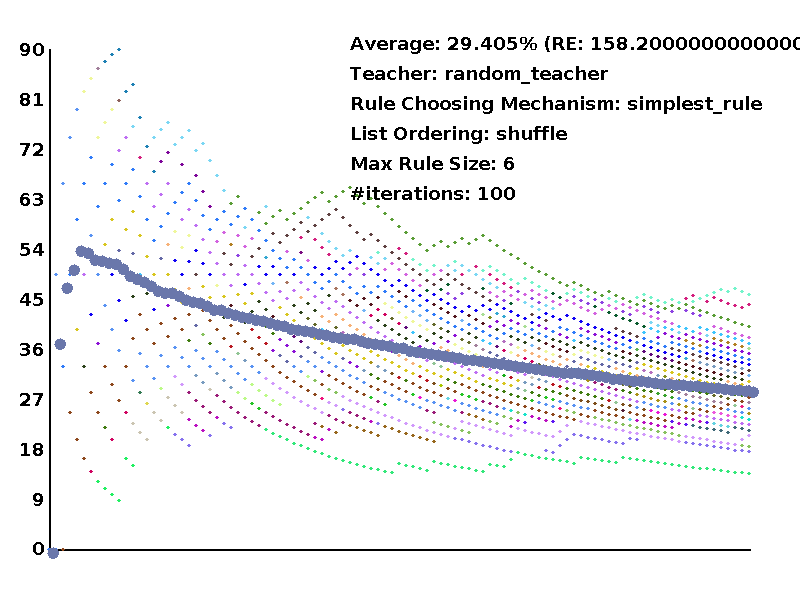 Average: 29.405% (RE: 158.2000000000000
Teacher: random_teacher
Rule Choosing Mechanism: simplest_rule
List Ordering: shuffle
Max Rule Size: 6
#iterations: 100
90
81
72
63
54
45
36
27
18
9
0